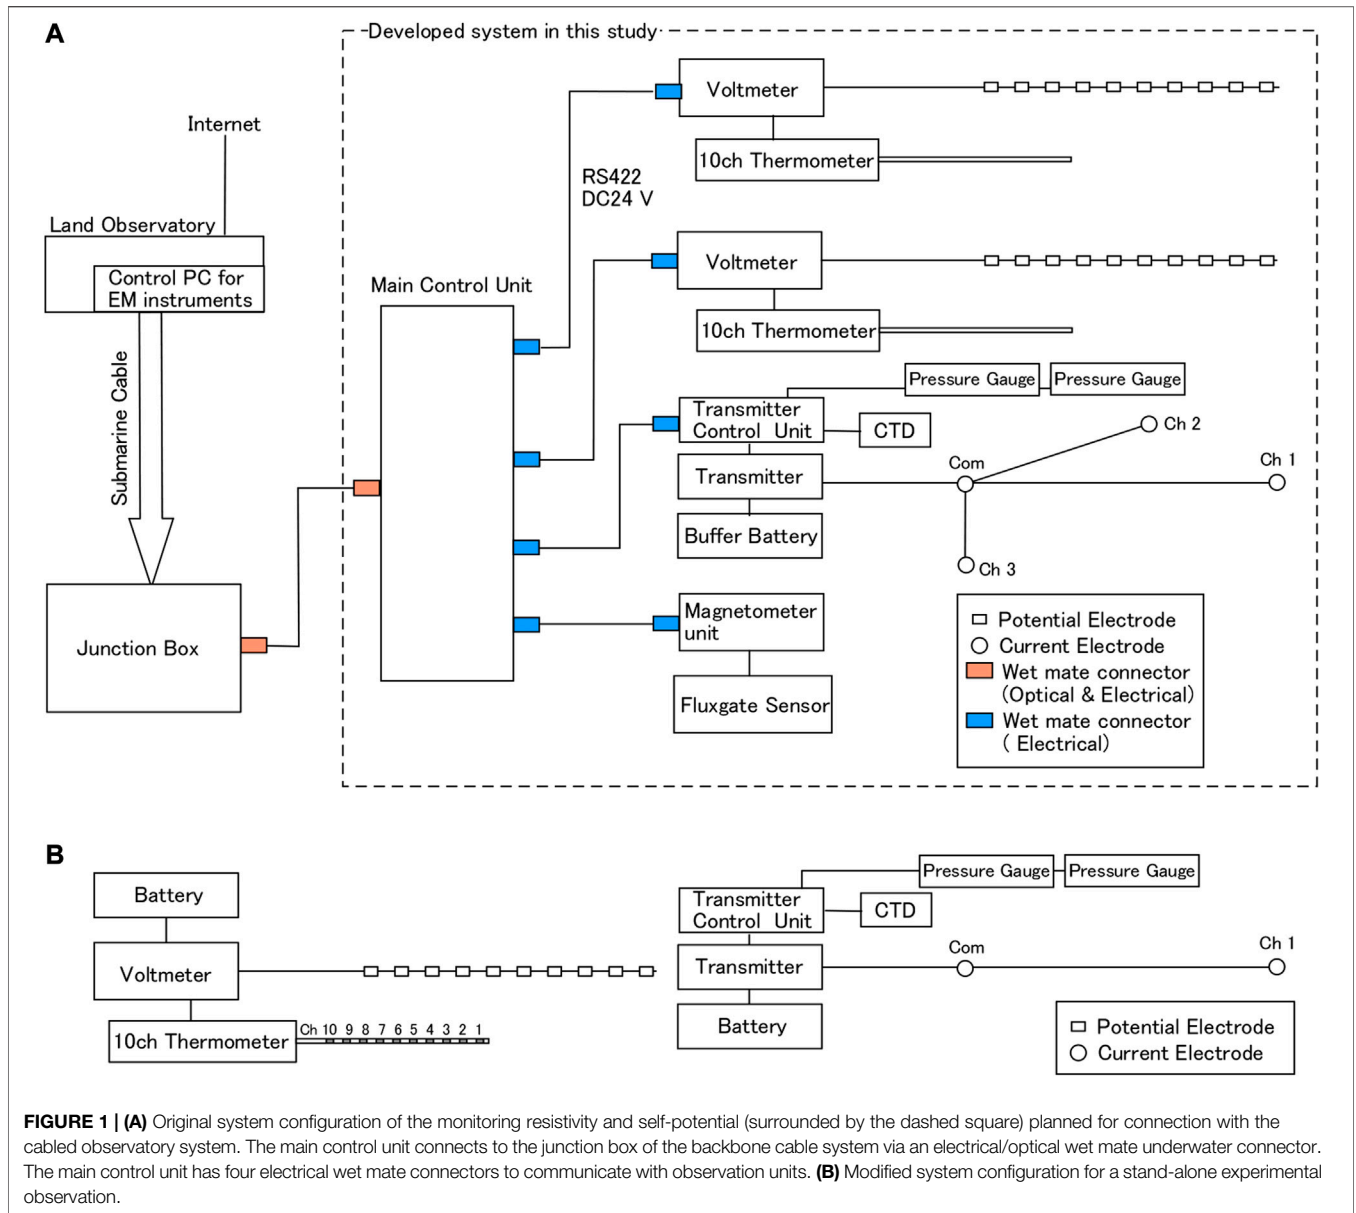 A
Developed system in this study
Internet
Land Observatory
Control PC for
EM instruments
Submarine Cable
Junction Box
Main Control Unit
RS422
DC24 V
Voltmeter
10ch Thermometer
Voltmeter
10ch Thermometer
Pressure Gauge
Pressure Gauge
Transmitter
Control Unit
CTD
Transmitter
Buffer Battery
Com
Ch 2
Ch 1
Ch 3
Magnetometer
unit
Fluxgate Sensor
Potential Electrode
Current Electrode
Wet mate connector
(Optical & Electrical)
Wet mate connector
( Electrical)
B
Battery
Voltmeter
10ch Thermometer
Ch 10 9 8 7 6 5 4 3 2 1
Pressure Gauge
Pressure Gauge
Transmitter
Control Unit
CTD
Transmitter
Battery
Com
Ch 1
Potential Electrode
Current Electrode
FIGURE 1 | (A) Original system configuration of the monitoring resistivity and self-potential (surrounded by the dashed square) planned for connection with the
cabled observatory system. The main control unit connects to the junction box of the backbone cable system via an electrical/optical wet mate underwater connector.
The main control unit has four electrical wet mate connectors to communicate with observation units. (B) Modified system configuration for a stand-alone experimental
observation.